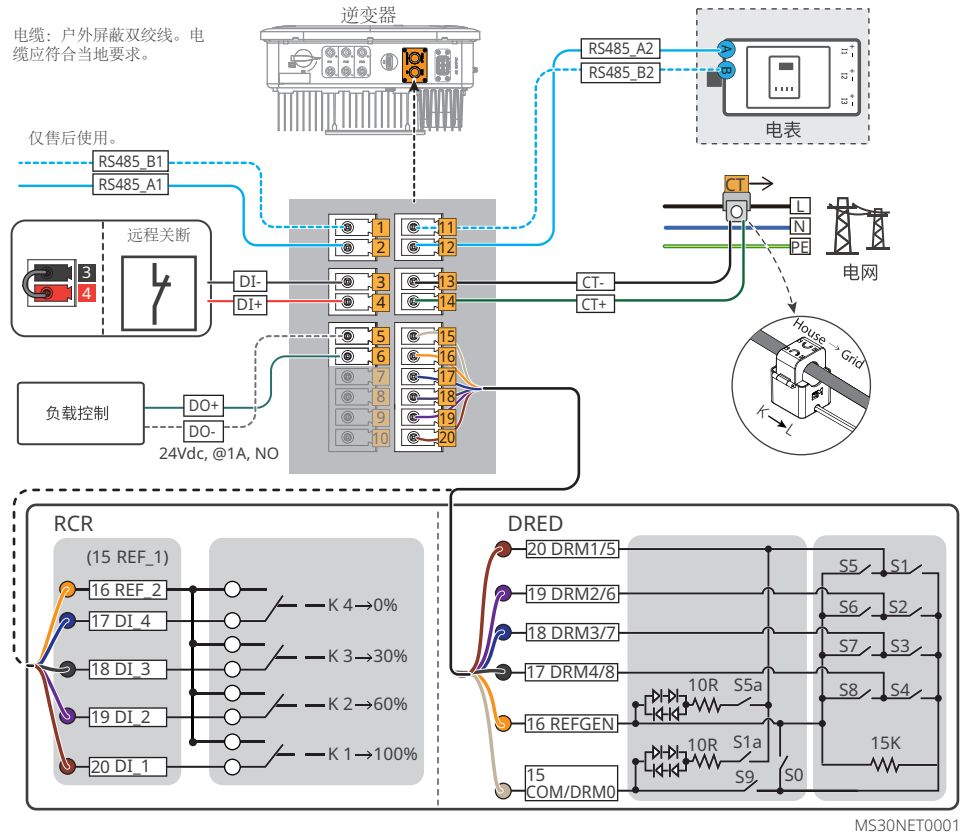 逆变器
电缆：户外屏蔽双绞线。电
缆应符合当地要求。
RS485_A2
RS485_B2
A
B
+
I1
-
+
I2
-
+
I3
-
电表
仅售后使用。
RS485_B1
RS485_A1
CT
L
N
PE
电网
远程关断
3
4
DI-
DI+
1
2
3
4
5
6
7
8
9
10
11
12
13
14
15
16
17
18
19
20
CT-
CT+
House → Grid
K→L
负载控制
DO+
DO-
24Vdc, @1A, NO
RCR
(15 REF_1)
16 REF_2
17 DI_4
18 DI_3
19 DI_2
20 DI_1
K 4→0%
K 3→30%
K 2→60%
K 1→100%
DRED
20 DRM1/5
19 DRM2/6
18 DRM3/7
17 DRM4/8
16 REFGEN
15
COM/DRM0
10R
S5a
10R
S1a
S9
S0
S5
S1
S6
S2
S7
S3
S8
S4
15K
MS30NET0001